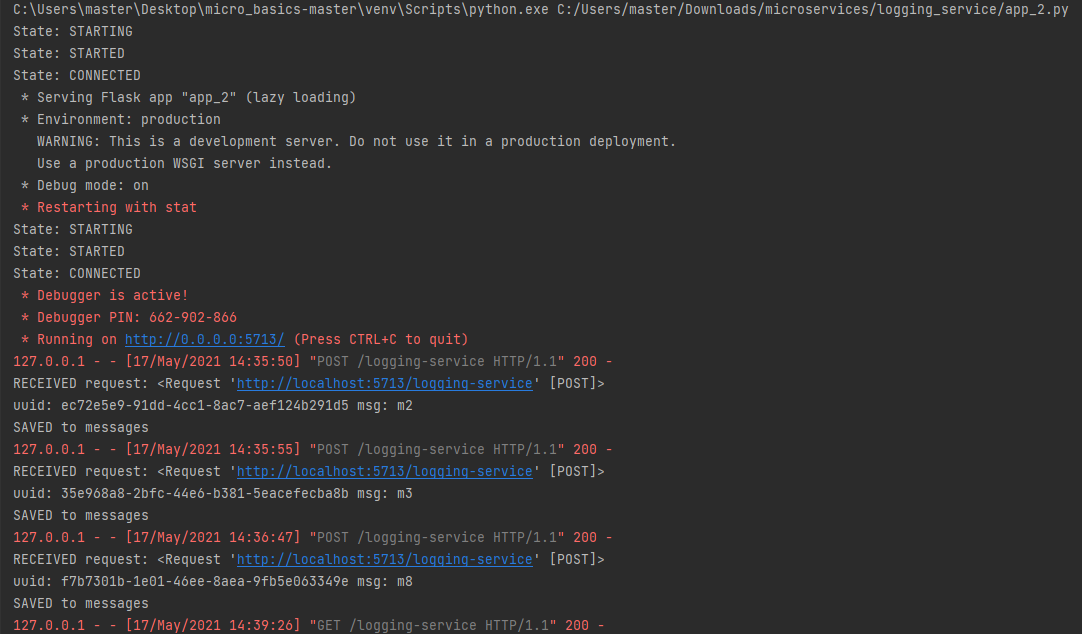 C:\Users\master\Desktop\micro_basics-master\venv\Scripts\python.exe C:/Users/master/Downloads/microservices/logging_service/app_2.py
State: STARTING
State: STARTED
State: CONNECTED
 * Serving Flask app "app_2" (lazy loading)
 * Environment: production
   WARNING: This is a development server. Do not use it in a production deployment.
   Use a production WSGI server instead.
 * Debug mode: on
 * Restarting with stat
State: STARTING
State: STARTED
State: CONNECTED
 * Debugger is active!
 * Debugger PIN: 662-902-866
 * Running on http://0.0.0.0:5713/ (Press CTRL+C to quit)
127.0.0.1 - - [17/May/2021 14:35:50] "POST /logging-service HTTP/1.1" 200 -
RECEIVED request: <Request 'http://localhost:5713/logging-service' [POST]>
uuid: ec72e5e9-91dd-4cc1-8ac7-aef124b291d5 msg: m2
SAVED to messages
127.0.0.1 - - [17/May/2021 14:35:55] "POST /logging-service HTTP/1.1" 200 -
RECEIVED request: <Request 'http://localhost:5713/logging-service' [POST]>
uuid: 35e968a8-2bfc-44e6-b381-5eacefecba8b msg: m3
SAVED to messages
127.0.0.1 - - [17/May/2021 14:36:47] "POST /logging-service HTTP/1.1" 200 -
RECEIVED request: <Request 'http://localhost:5713/logging-service' [POST]>
uuid: f7b7301b-1e01-46ee-8aea-9fb5e063349e msg: m8
SAVED to messages
127.0.0.1 - - [17/May/2021 14:39:26] "GET /logging-service HTTP/1.1" 200 -